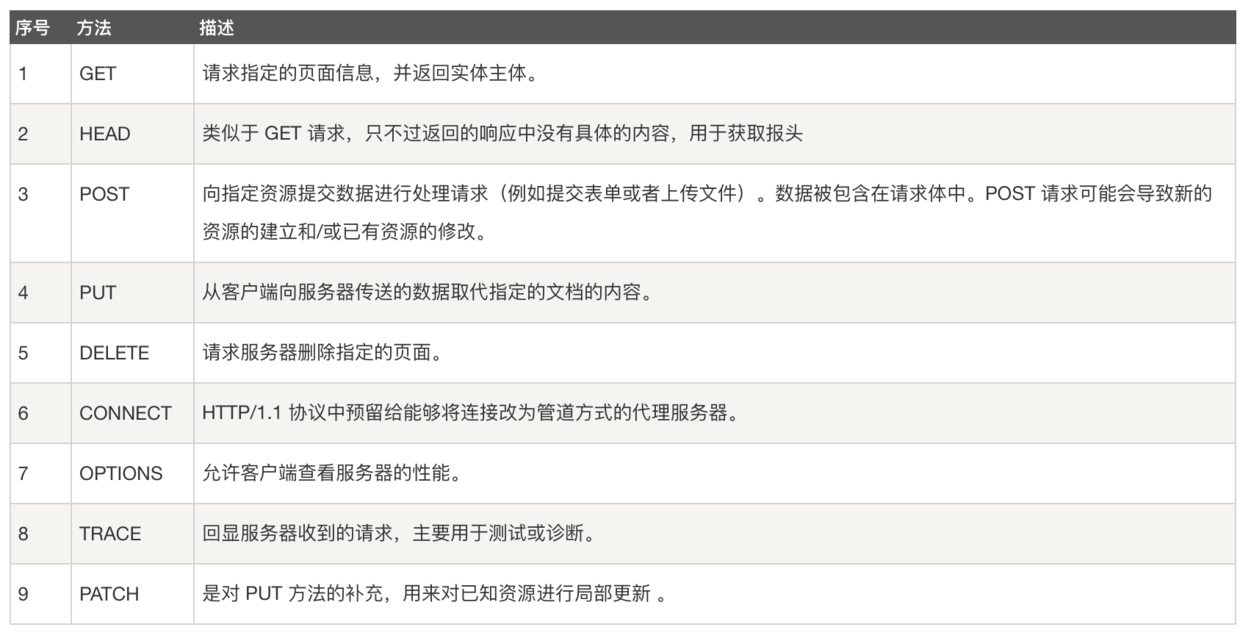 序号 方法 描述
1 GET 请求指定的页面信息，并返回实体主体。
2 HEAD 类似于 GET 请求，只不过返回的响应中没有具体的内容，用于获取报头
3 POST 向指定资源提交数据进行处理请求（例如提交表单或者上传文件）。数据被包含在请求体中。POST 请求可能会导致新的
资源的建立和/或已有资源的修改。
4 PUT 从客户端向服务器传送的数据取代指定的文档的内容。
5 DELETE 请求服务器删除指定的页面。
6 CONNECT HTTP/1.1 协议中预留给能够将连接改为管道方式的代理服务器。
7 OPTIONS 允许客户端查看服务器的性能。
8 TRACE 回显服务器收到的请求，主要用于测试或诊断。
9 PATCH 是对 PUT 方法的补充，用来对已知资源进行局部更新 。